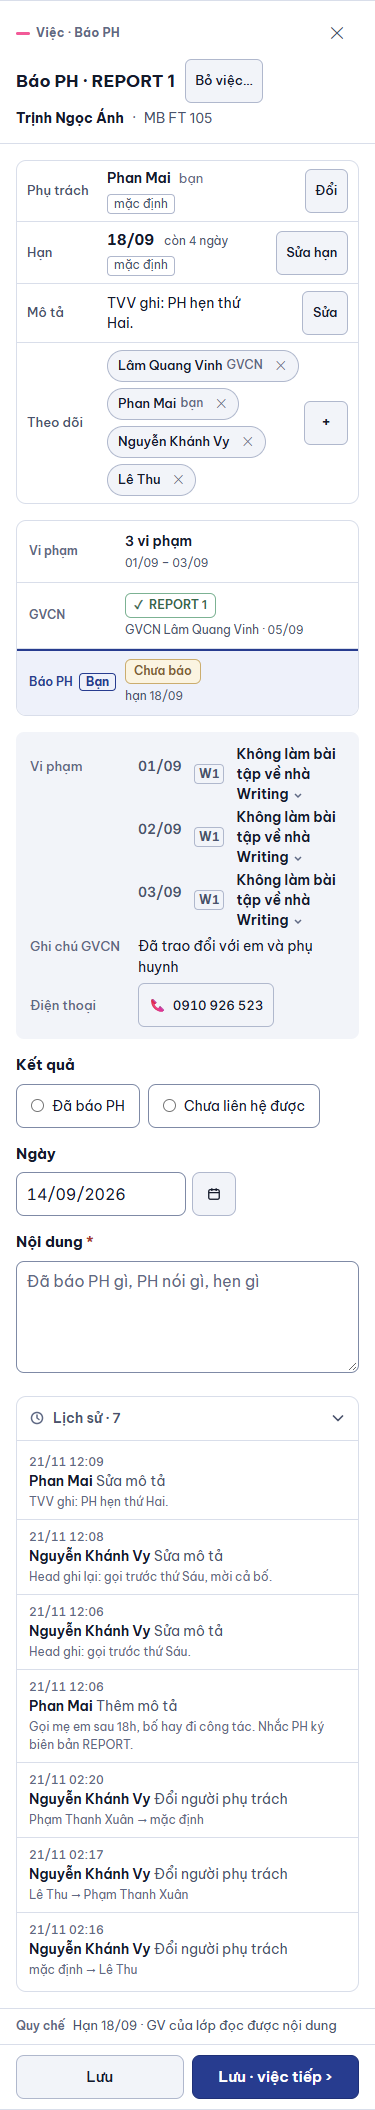 Việc · Báo PH
Báo PH · REPORT 1
Bỏ việc...
Trịnh Ngọc Ánh · MB FT 105
Phụ trách
Phan Mai bạn
mặc định
Đổi
Hạn
18/09 còn 4 ngày
mặc định
Sửa hạn
Mô tả
TVV ghi: PH hẹn thứ
Hai.
Sửa
Theo dõi
Lâm Quang Vinh GVCN ×
Phan Mai bạn ×
Nguyễn Khánh Vy ×
Lê Thu ×
+
Vi phạm
3 vi phạm
01/09 – 03/09
GVCN
✓ REPORT 1
GVCN Lâm Quang Vinh · 05/09
Báo PH Bạn
Chưa báo
hạn 18/09
Vi phạm
01/09 W1 Không làm bài
tập về nhà
Writing
02/09 W1 Không làm bài
tập về nhà
Writing
03/09 W1 Không làm bài
tập về nhà
Writing
Ghi chú GVCN
Đã trao đổi với em và phụ
huynh
Điện thoại
0910 926 523
Kết quả
Đã báo PH
Chưa liên hệ được
Ngày
14/09/2026
Nội dung *
Đã báo PH gì, PH nói gì, hẹn gì
Lịch sử · 7
21/11 12:09
Phan Mai Sửa mô tả
TVV ghi: PH hẹn thứ Hai.
21/11 12:08
Nguyễn Khánh Vy Sửa mô tả
Head ghi lại: gọi trước thứ Sáu, mời cả bố.
21/11 12:06
Nguyễn Khánh Vy Sửa mô tả
Head ghi: gọi trước thứ Sáu.
21/11 12:06
Phan Mai Thêm mô tả
Gọi mẹ em sau 18h, bố hay đi công tác. Nhắc PH ký
biên bản REPORT.
21/11 02:20
Nguyễn Khánh Vy Đổi người phụ trách
Phạm Thanh Xuân → mặc định
21/11 02:17
Nguyễn Khánh Vy Đổi người phụ trách
Lê Thu → Phạm Thanh Xuân
21/11 02:16
Nguyễn Khánh Vy Đổi người phụ trách
mặc định → Lê Thu
Quy chế Hạn 18/09 · GV của lớp đọc được nội dung
Lưu
Lưu · việc tiếp ›